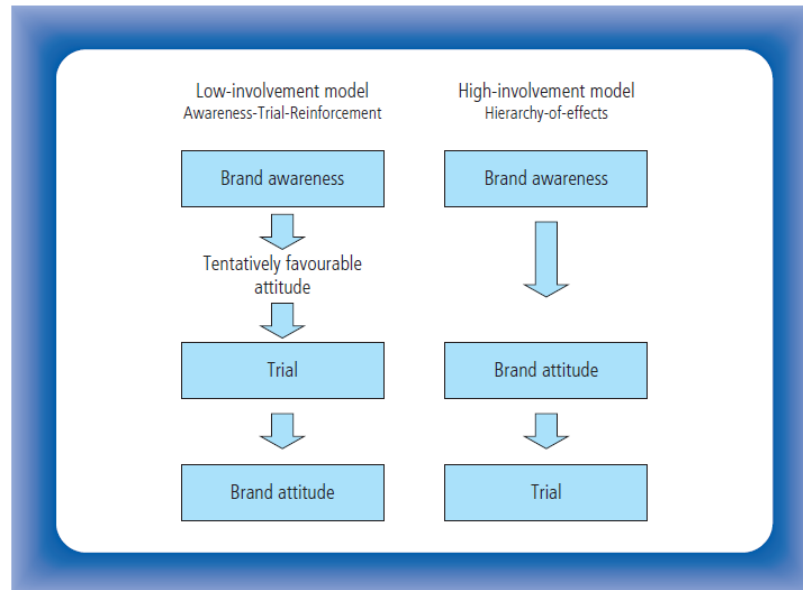 Low-involvement model
Awareness-Trial-Reinforcement
Brand awareness
Tentatively favourable
attitude
Trial
Brand attitude
High-involvement model
Hierarchy-of-effects
Brand awareness
Brand attitude
Trial